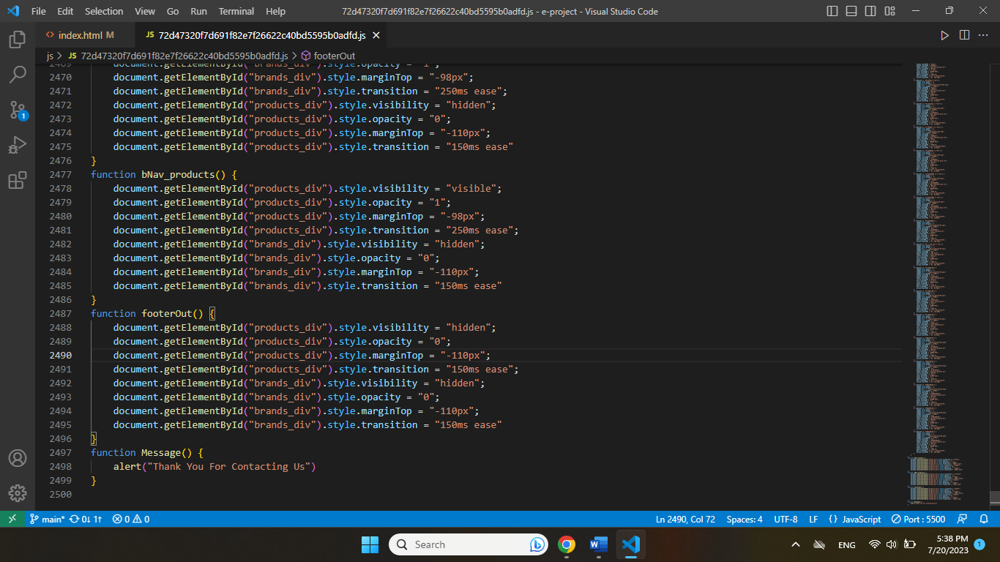 File Edit Selection View Go Run Terminal Help 72d47320f7d691f82e7f26622c40bd5595b0adfd.js - e-project - Visual Studio Code
<> index.html M JS 72d47320f7d691f82e7f26622c40bd5595b0adfd.js
js > JS 72d47320f7d691f82e7f26622c40bd5595b0adfd.js > footerOut
2469 document.getElementById("brands_div").style.opacity = "1";
2470 document.getElementById("brands_div").style.marginTop = "-98px";
2471 document.getElementById("brands_div").style.transition = "250ms ease";
2472 document.getElementById("products_div").style.visibility = "hidden";
2473 document.getElementById("products_div").style.opacity = "0";
2474 document.getElementById("products_div").style.marginTop = "-110px";
2475 document.getElementById("products_div").style.transition = "150ms ease"
2476 }
2477 function bNav_products() {
2478 document.getElementById("products_div").style.visibility = "visible";
2479 document.getElementById("products_div").style.opacity = "1";
2480 document.getElementById("products_div").style.marginTop = "-98px";
2481 document.getElementById("products_div").style.transition = "250ms ease";
2482 document.getElementById("brands_div").style.visibility = "hidden";
2483 document.getElementById("brands_div").style.opacity = "0";
2484 document.getElementById("brands_div").style.marginTop = "-110px";
2485 document.getElementById("brands_div").style.transition = "150ms ease"
2486 }
2487 function footerOut() {
2488 document.getElementById("products_div").style.visibility = "hidden";
2489 document.getElementById("products_div").style.opacity = "0";
2490 document.getElementById("products_div").style.marginTop = "-110px";
2491 document.getElementById("products_div").style.transition = "150ms ease";
2492 document.getElementById("brands_div").style.visibility = "hidden";
2493 document.getElementById("brands_div").style.opacity = "0";
2494 document.getElementById("brands_div").style.marginTop = "-110px";
2495 document.getElementById("brands_div").style.transition = "150ms ease"
2496 }
2497 function Message() {
2498 alert("Thank You For Contacting Us")
2499 }
2500
1
main* 0↓ 1↑ 0 0 Ln 2490, Col 72 Spaces: 4 UTF-8 LF {} JavaScript Port : 5500
Search ENG 5:38 PM
7/20/2023 1